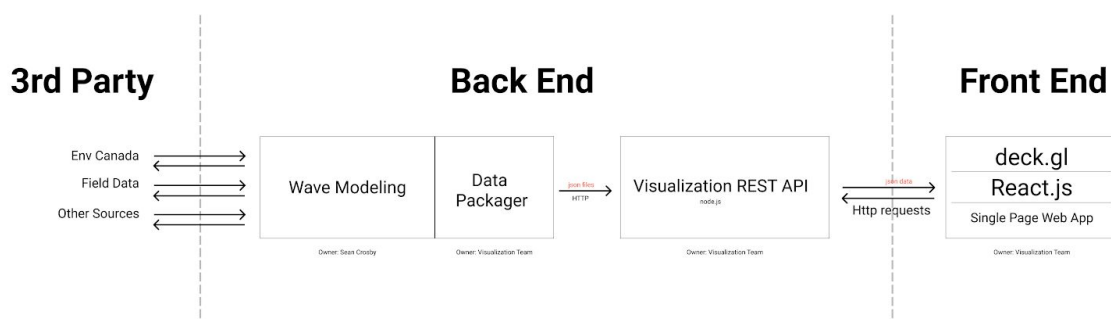 3rd Party
Back End
Front End
Env Canada
Field Data
Other Sources
Wave Modeling
Data
Packager
json files
HTTP
Visualization REST API
node.js
json data
Http requests
deck.gl
React.js
Single Page Web App
Owner: Sean Crosby
Owner: Visualization Team
Owner: Visualization Team
Owner: Visualization Team